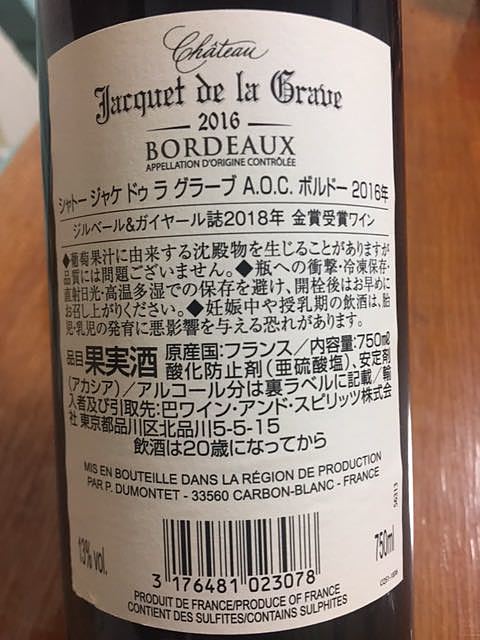 Château
Jacquet de la Grave
2016
BORDEAUX
APPELLATION D'ORIGINE CONTRÔLÉE
シャトー ジャケ ドゥ ラ グラーブ A.O.C. ボルドー 2016年
ジルベール&ガイヤール誌2018年 金賞受賞ワイン
◆葡萄果汁に由来する沈殿物を生じることがありますが
品質には問題ございません。◆瓶への衝撃・冷凍保存・
直射日光・高温多湿での保存を避け、開栓後はお早めに
お召し上がりください。◆妊娠中や授乳期の飲酒は、胎
児・乳児の発育に悪影響を与える恐れがあります。
品目 果実酒 原産国:フランス/内容量:750ml
酸化防止剤(亜硫酸塩)、安定剤
(アカシア)/アルコール分は裏ラベルに記載/輸
入者及び引取先:巴ワイン・アンド・スピリッツ株式会
社 東京都品川区北品川5-5-15
飲酒は20歳になってから
MIS EN BOUTEILLE DANS LA RÉGION DE PRODUCTION
PAR P. DUMONTET - 33560 CARBON-BLANC - FRANCE
13% vol.
750ml
3 176481 023078
PRODUIT DE FRANCE/PRODUCE OF FRANCE
CONTIENT DES SULFITES/CONTAINS SULPHITES